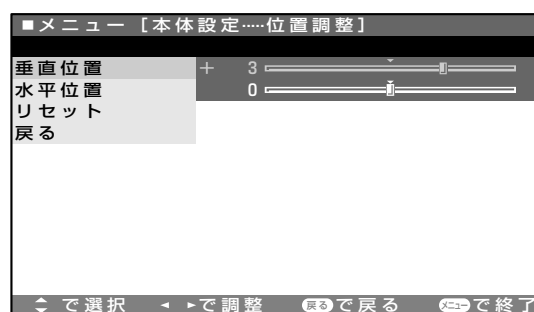 ■メニュー [本体設定……位置調整]
垂直位置 + 3
水平位置 0
リセット
戻る
で選択 ◄ ►で調整 戻るで戻る メニューで終了